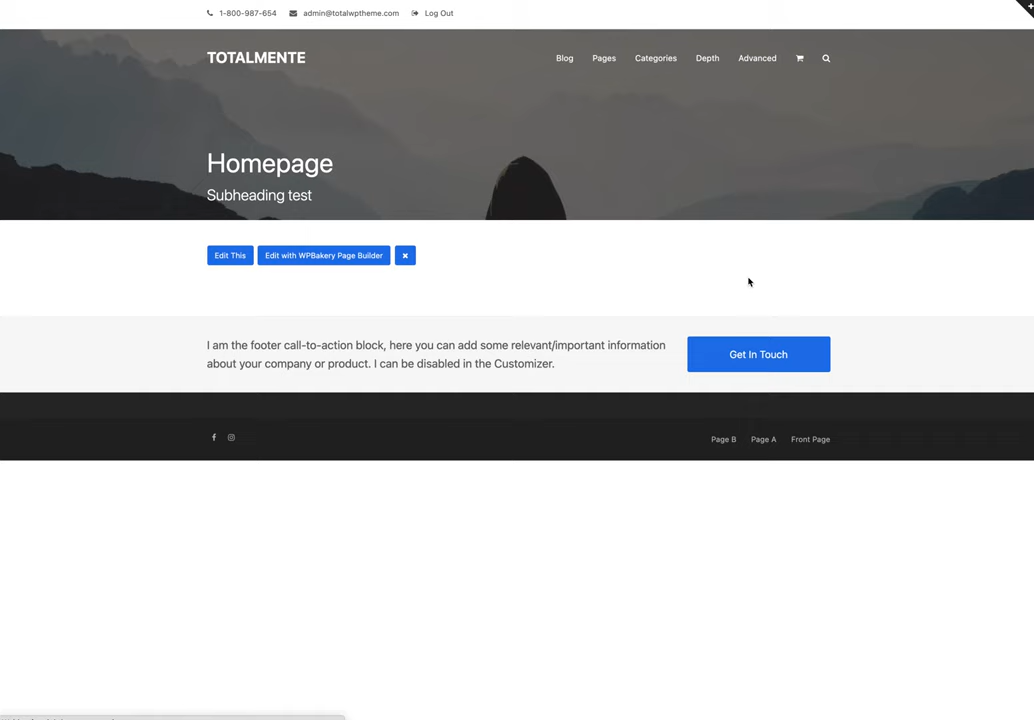 1-800-987-654 admin@totalwptheme.com Log Out
TOTALMENTE
Blog Pages Categories Depth Advanced
Homepage
Subheading test
Edit This Edit with WPBakery Page Builder
I am the footer call-to-action block, here you can add some relevant/important information
about your company or product. I can be disabled in the Customizer.
Get In Touch
Page B Page A Front Page